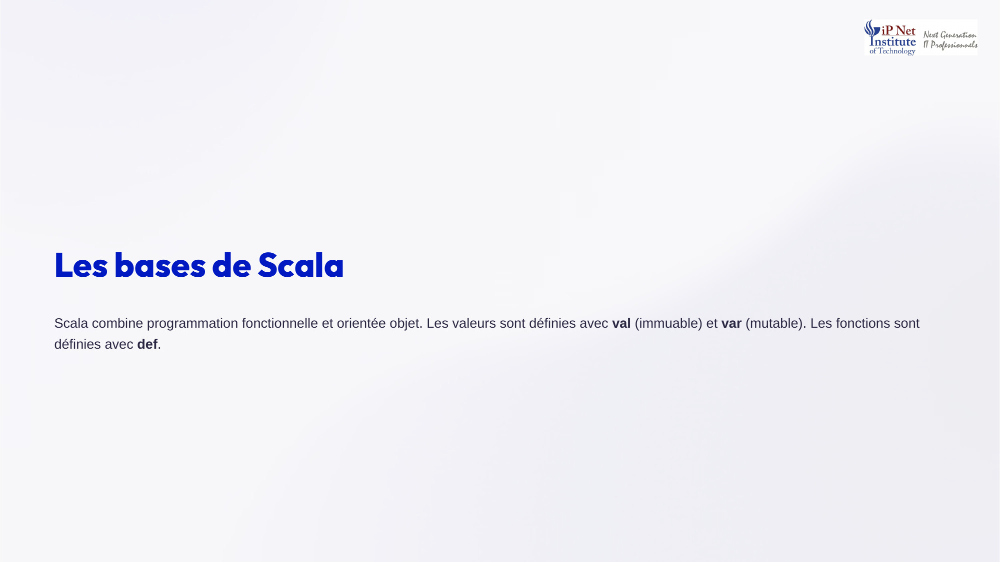 iP Net
Institute
of Technology
Next Generation
IT Professionnels
Les bases de Scala
Scala combine programmation fonctionnelle et orientée objet. Les valeurs sont définies avec val (immuable) et var (mutable). Les fonctions sont
définies avec def.